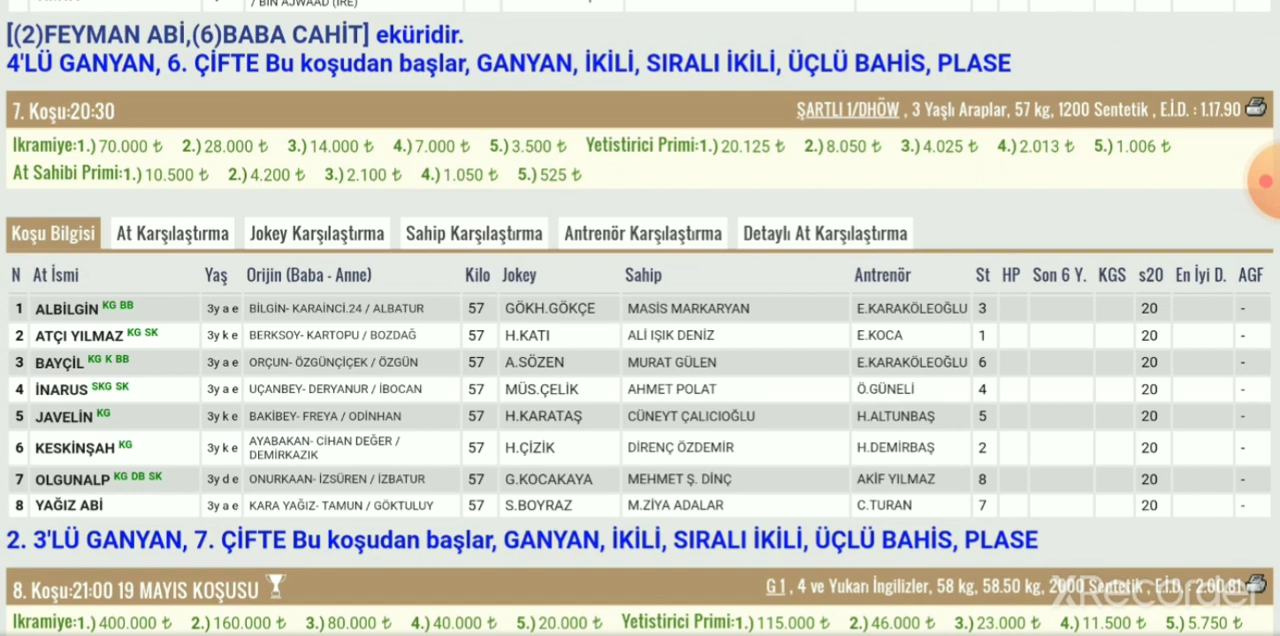 / BIN AJWAAD (IRE)
[(2)FEYMAN ABİ,(6)BABA CAHİT] eküridir.
4'LÜ GANYAN, 6. ÇİFTE Bu koşudan başlar, GANYAN, İKİLİ, SIRALI İKİLİ, ÜÇLÜ BAHİS, PLASE
7. Koşu:20:30 ŞARTLI 1/DHÖW , 3 Yaşlı Araplar, 57 kg, 1200 Sentetik , E.İ.D. : 1.17.90
Ikramiye:1.) 70.000 ₺ 2.) 28.000 ₺ 3.) 14.000 ₺ 4.) 7.000 ₺ 5.) 3.500 ₺ Yetistirici Primi:1.) 20.125 ₺ 2.) 8.050 ₺ 3.) 4.025 ₺ 4.) 2.013 ₺ 5.) 1.006 ₺
At Sahibi Primi:1.) 10.500 ₺ 2.) 4.200 ₺ 3.) 2.100 ₺ 4.) 1.050 ₺ 5.) 525 ₺
Koşu Bilgisi At Karşılaştırma Jokey Karşılaştırma Sahip Karşılaştırma Antrenör Karşılaştırma Detaylı At Karşılaştırma
N At İsmi Yaş Orijin (Baba - Anne) Kilo Jokey Sahip Antrenör St HP Son 6 Y. KGS s20 En İyi D. AGF
1 ALBİLGİN KG BB 3y a e BİLGİN- KARAİNCİ.24 / ALBATUR 57 GÖKH.GÖKÇE MASİS MARKARYAN E.KARAKÖLEOĞLU 3 20 -
2 ATÇI YILMAZ KG SK 3y k e BERKSOY- KARTOPU / BOZDAĞ 57 H.KATI ALİ IŞIK DENİZ E.KOCA 1 20 -
3 BAYÇİL KG K BB 3y a e ORÇUN- ÖZGÜNÇİÇEK / ÖZGÜN 57 A.SÖZEN MURAT GÜLEN E.KARAKÖLEOĞLU 6 20 -
4 İNARUS SKG SK 3y a e UÇANBEY- DERYANUR / İBOCAN 57 MÜS.ÇELİK AHMET POLAT Ö.GÜNELİ 4 20 -
5 JAVELİN KG 3y k e BAKİBEY- FREYA / ODİNHAN 57 H.KARATAŞ CÜNEYT ÇALICIOĞLU H.ALTUNBAŞ 5 20 -
6 KESKİNŞAH KG 3y k e AYABAKAN- CİHAN DEĞER / DEMİRKAZIK 57 H.ÇİZİK DİRENÇ ÖZDEMİR H.DEMİRBAŞ 2 20 -
7 OLGUNALP KG DB SK 3y d e ONURKAAN- İZSÜREN / İZBATUR 57 G.KOCAKAYA MEHMET Ş. DİNÇ AKİF YILMAZ 8 20 -
8 YAĞIZ ABİ 3y a e KARA YAĞIZ- TAMUN / GÖKTULUY 57 S.BOYRAZ M.ZİYA ADALAR C.TURAN 7 20 -
2. 3'LÜ GANYAN, 7. ÇİFTE Bu koşudan başlar, GANYAN, İKİLİ, SIRALI İKİLİ, ÜÇLÜ BAHİS, PLASE
8. Koşu:21:00 19 MAYIS KOŞUSU G 1 , 4 ve Yukarı İngilizler, 58 kg, 58.50 kg, 2000 Sentetik , E.İ.D. : 2.00.81
XRecorder
Ikramiye:1.) 400.000 ₺ 2.) 160.000 ₺ 3.) 80.000 ₺ 4.) 40.000 ₺ 5.) 20.000 ₺ Yetistirici Primi:1.) 115.000 ₺ 2.) 46.000 ₺ 3.) 23.000 ₺ 4.) 11.500 ₺ 5.) 5.750 ₺